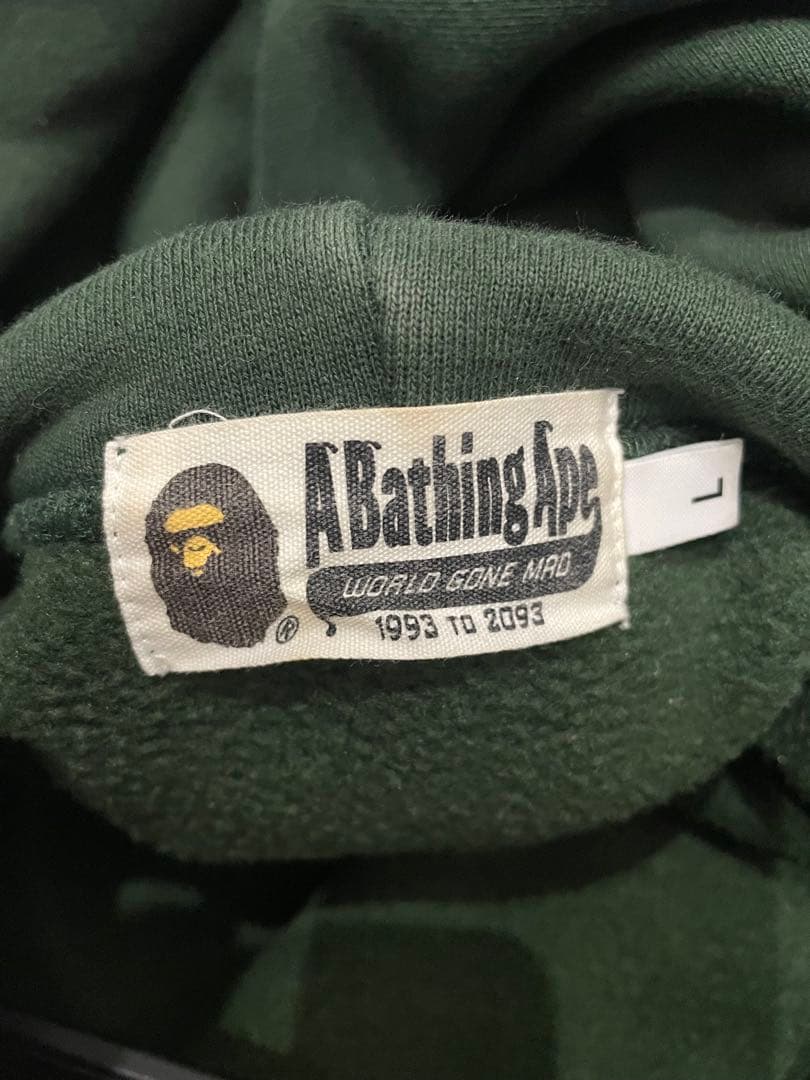 A Bathing Ape
WORLD GONE MAD
®
1993 TO 2093
L